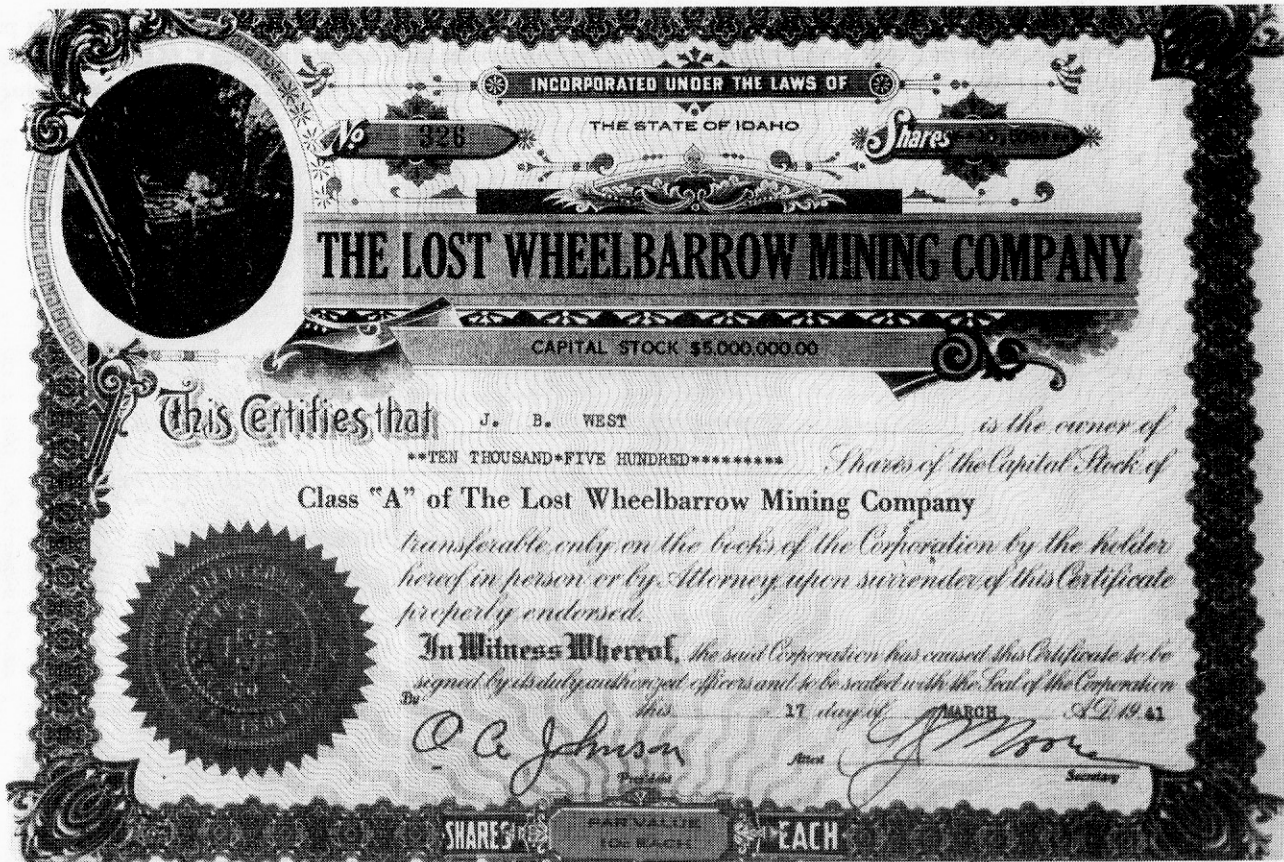 INCORPORATED UNDER THE LAWS OF
THE STATE OF IDAHO
No 326
Shares
THE LOST WHEELBARROW MINING COMPANY
CAPITAL STOCK $5,000,000.00
This Certifies that J. B. WEST is the owner of
**TEN THOUSAND*FIVE HUNDRED********* Shares of the Capital Stock of
Class "A" of The Lost Wheelbarrow Mining Company
transferable only on the books of the Corporation by the holder
hereof in person or by Attorney, upon surrender of this Certificate
properly endorsed.
In Witness Whereof, the said Corporation has caused this Certificate to be
signed by its duly authorized officers and to be sealed with the Seal of the Corporation
this 17 day of MARCH A.D. 19 41
By O. A. Johnson
President
Attest Moore
Secretary
SHARES PAR VALUE 10c EACH EACH